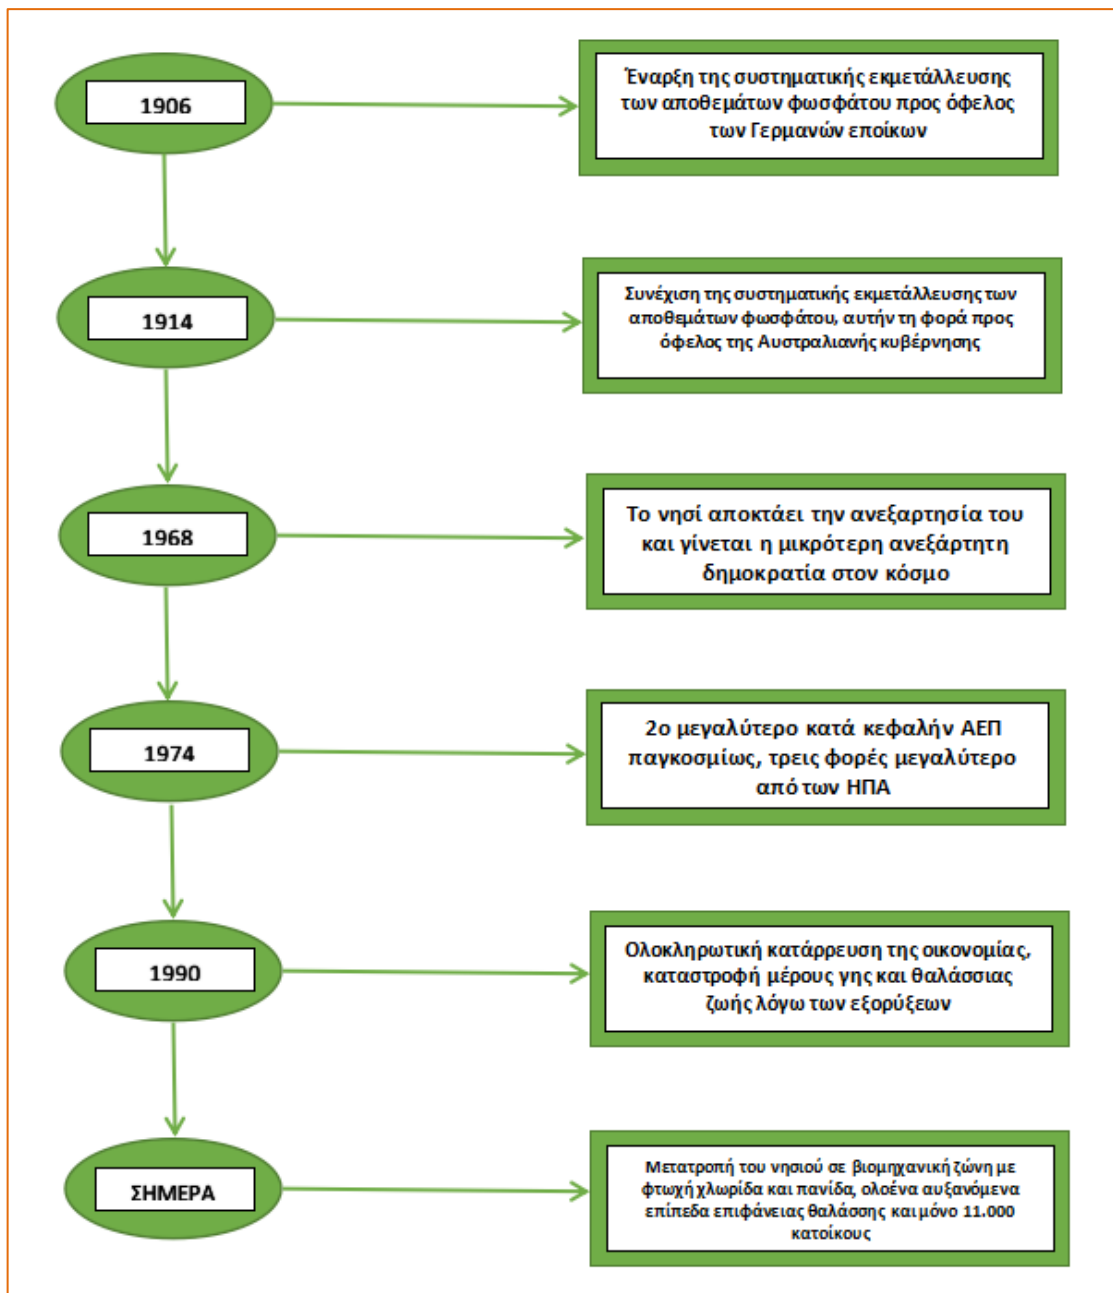 1906
Έναρξη της συστηματικής εκμετάλλευσης
των αποθεμάτων φωσφάτου προς όφελος
των Γερμανών εποίκων
1914
Συνέχιση της συστηματικής εκμετάλλευσης των
αποθεμάτων φωσφάτου, αυτήν τη φορά προς
όφελος της Αυστραλιανής κυβέρνησης
1968
Το νησί αποκτάει την ανεξαρτησία του
και γίνεται η μικρότερη ανεξάρτητη
δημοκρατία στον κόσμο
1974
2ο μεγαλύτερο κατά κεφαλήν ΑΕΠ
παγκοσμίως, τρεις φορές μεγαλύτερο
από των ΗΠΑ
1990
Ολοκληρωτική κατάρρευση της οικονομίας,
καταστροφή μέρους γης και θαλάσσιας
ζωής λόγω των εξορύξεων
ΣΗΜΕΡΑ
Μετατροπή του νησιού σε βιομηχανική ζώνη με
φτωχή χλωρίδα και πανίδα, ολοένα αυξανόμενα
επίπεδα επιφάνειας θαλάσσης και μόνο 11.000
κατοίκους